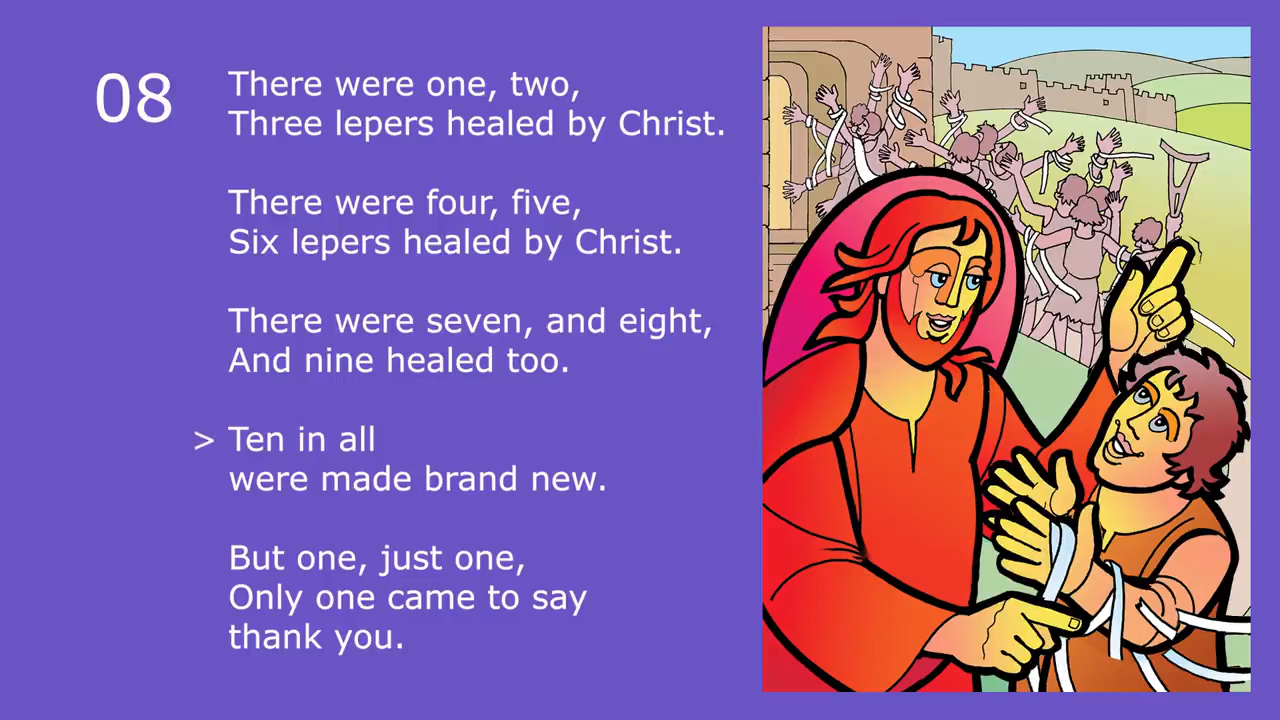 08
There were one, two,
Three lepers healed by Christ.
There were four, five,
Six lepers healed by Christ.
There were seven, and eight,
And nine healed too.
> Ten in all
were made brand new.
But one, just one,
Only one came to say
thank you.